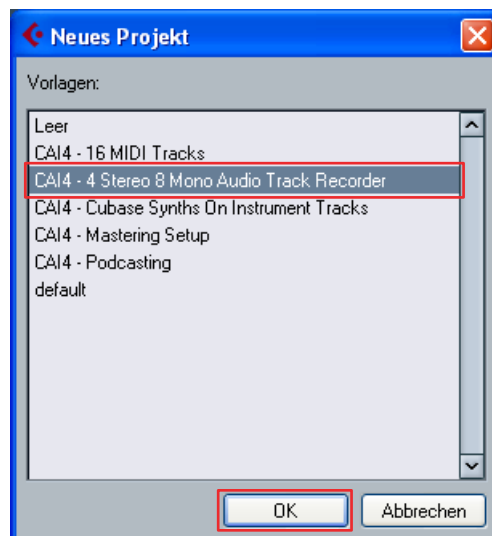 Neues Projekt
Vorlagen:
Leer
CAI4 - 16 MIDI Tracks
CAI4 - 4 Stereo 8 Mono Audio Track Recorder
CAI4 - Cubase Synths On Instrument Tracks
CAI4 - Mastering Setup
CAI4 - Podcasting
default
OK Abbrechen